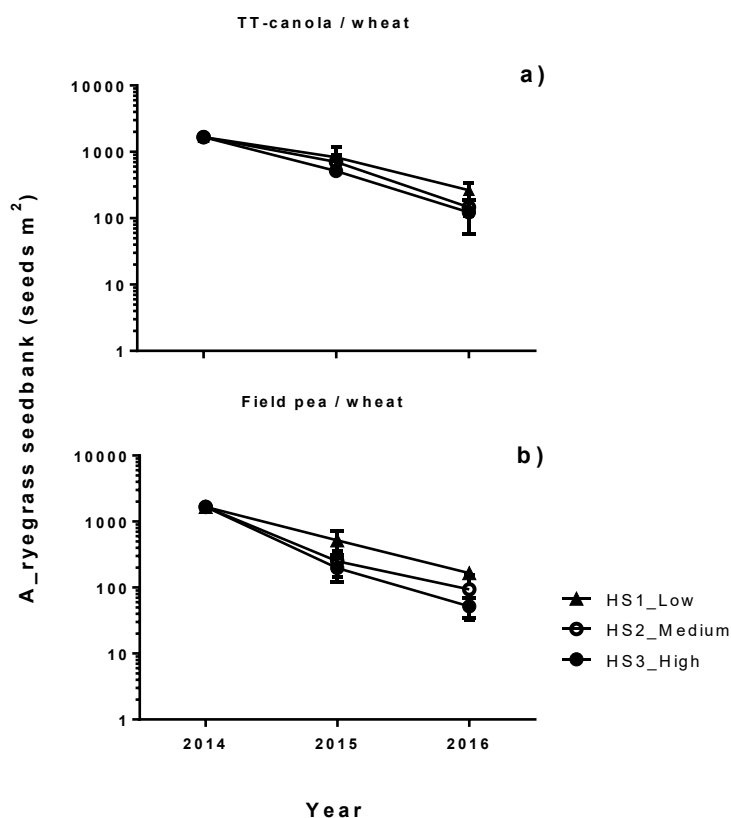 TT-canola / wheat
a)
10000
1000
100
10
1
A_ryegrass seedbank (seeds m²)
Field pea / wheat
b)
10000
1000
100
10
1
HS1_Low
HS2_Medium
HS3_High
2014 2015 2016
Year